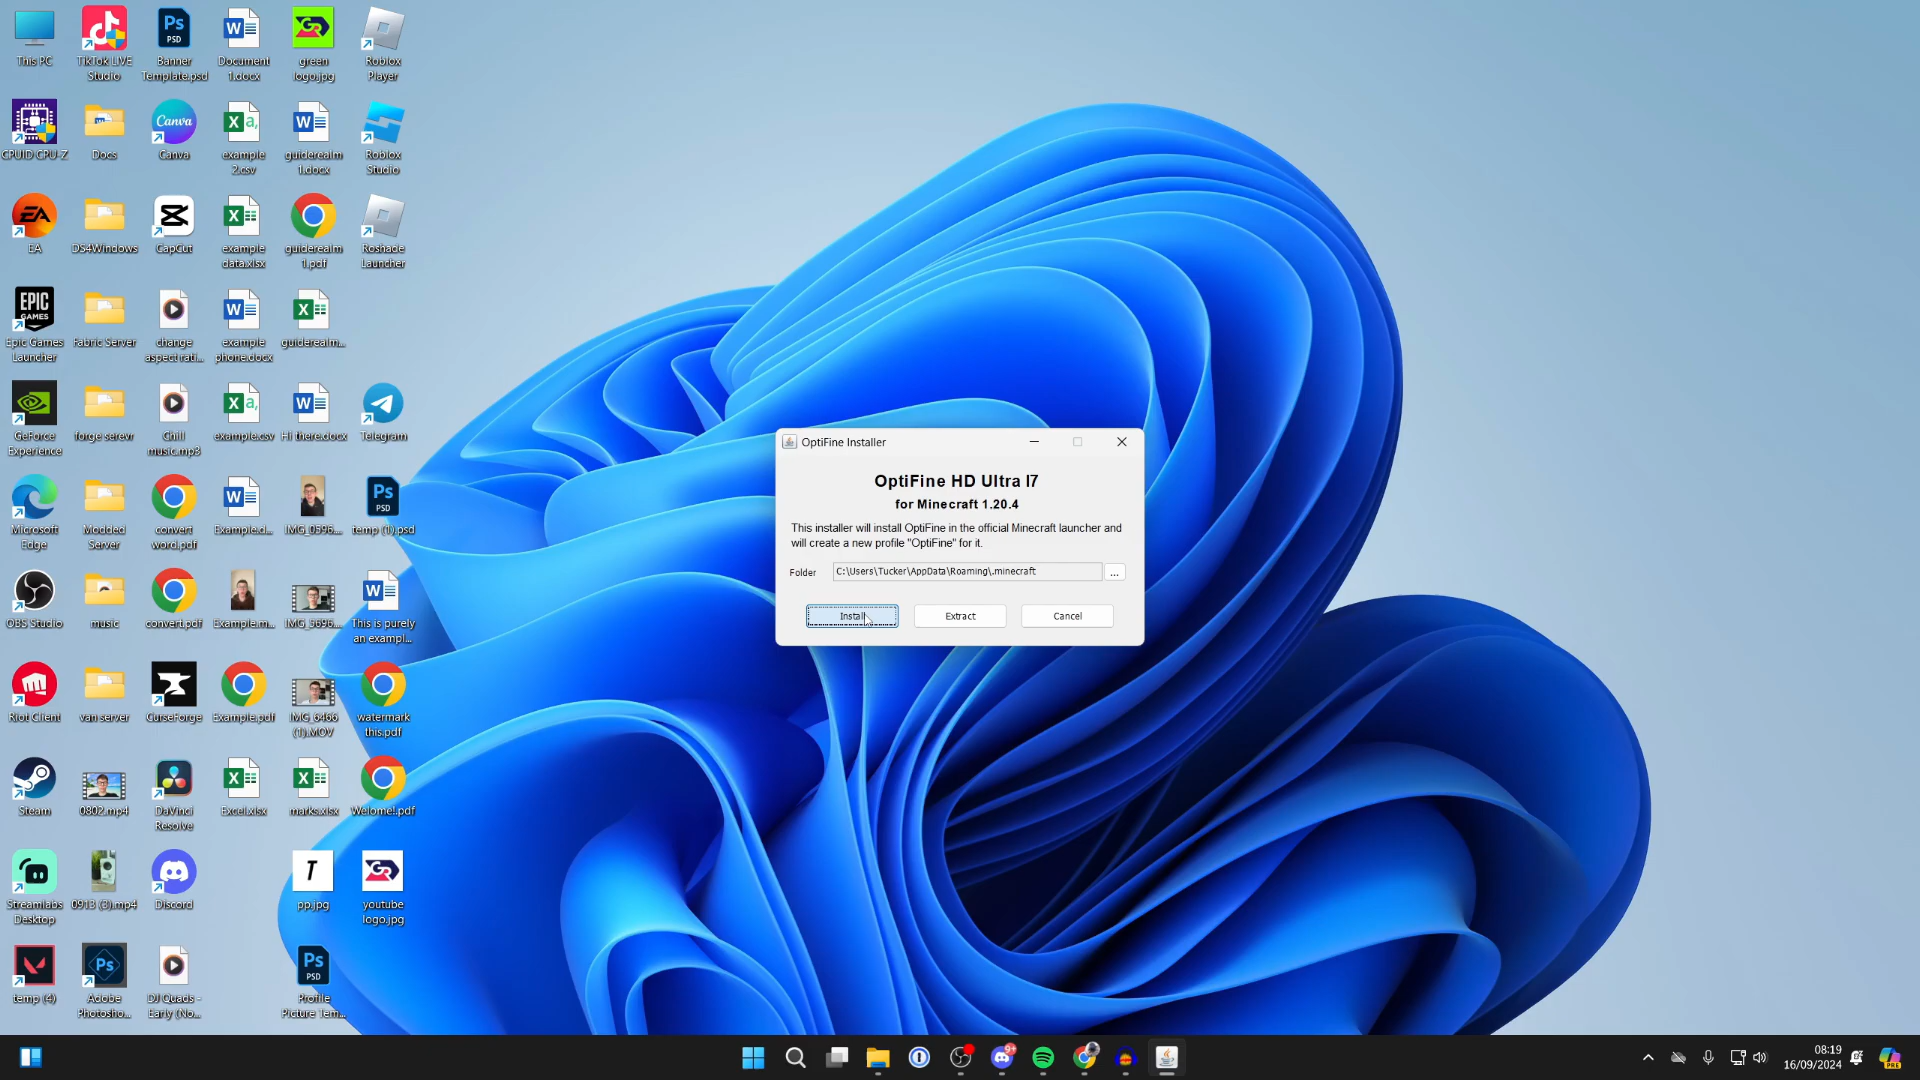 This PC
TikTok LIVE
Studio
Banner
Template.psd
Document
1.docx
green
logo.jpg
Roblox
Player
CPUID CPU-Z
Docs
Canva
example
2.csv
guiderealm
1.docx
Roblox
Studio
EA
DS4Windows
CapCut
example
data.xlsx
guiderealm
1.pdf
Roshade
Launcher
Epic Games
Launcher
Fabric Server
change
aspect rati...
example
phone.docx
guiderealm...
GeForce
Experience
forge serevr
Chill
music.mp3
example.csv
Hi there.docx
Telegram
Microsoft
Edge
Modded
Server
convert
word.pdf
Example.d...
IMG_0596....
temp (1).psd
OBS Studio
music
convert.pdf
Example.m...
IMG_5696....
This is purely
an exampl...
Riot Client
van server
CurseForge
Example.pdf
IMG_6466
(1).MOV
watermark
this.pdf
Steam
0802.mp4
DaVinci
Resolve
Excel.xlsx
marks.xlsx
Welome!.pdf
Streamlabs
Desktop
0913 (3).mp4
Discord
pp.jpg
youtube
logo.jpg
temp (4)
Adobe
Photosho...
DJ Quads -
Early (No...
Profile
Picture Tem...
OptiFine Installer
OptiFine HD Ultra I7
for Minecraft 1.20.4
This installer will install OptiFine in the official Minecraft launcher and
will create a new profile "OptiFine" for it.
Folder
C:\Users\Tucker\AppData\Roaming\.minecraft
...
Install
Extract
Cancel
08:19
16/09/2024